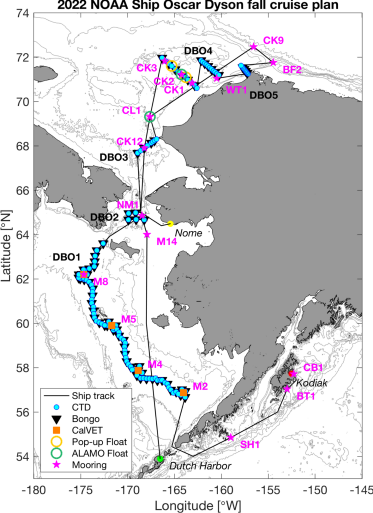 2022 NOAA Ship Oscar Dyson fall cruise plan
74
72
70
68
66
64
62
60
58
56
54
CK9
DBO4
CK3
BF2
CK2
CK1
WT1
DBO5
CL1
CK12
DBO3
NM1
DBO2
Nome
M14
DBO1
M8
M5
M4
CB1
Kodiak
M2
BT1
SH1
Dutch Harbor
Ship track
CTD
Bongo
CalVET
Pop-up Float
ALAMO Float
Mooring
Latitude [°N]
-180 -175 -170 -165 -160 -155 -150 -145
Longitude [°W]